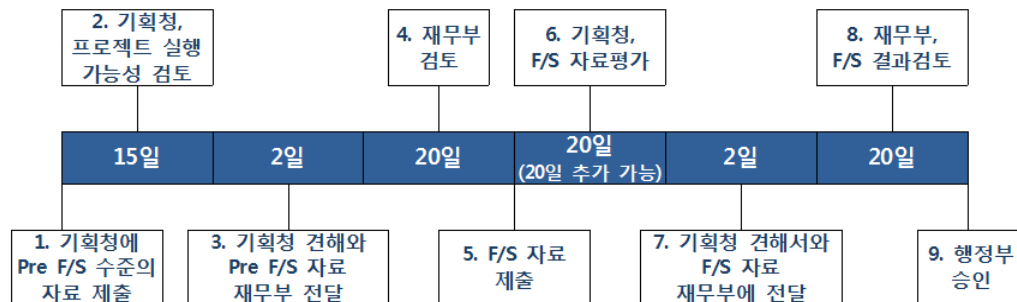 2. 기획청,
프로젝트 실행
가능성 검토
4. 재무부
검토
6. 기획청,
F/S 자료평가
8. 재무부,
F/S 결과검토
15일
2일
20일
20일
(20일 추가 가능)
2일
20일
1. 기획청에
Pre F/S 수준의
자료 제출
3. 기획청 견해와
Pre F/S 자료
재무부 전달
5. F/S 자료
제출
7. 기획청 견해서와
F/S 자료
재무부에 전달
9. 행정부
승인